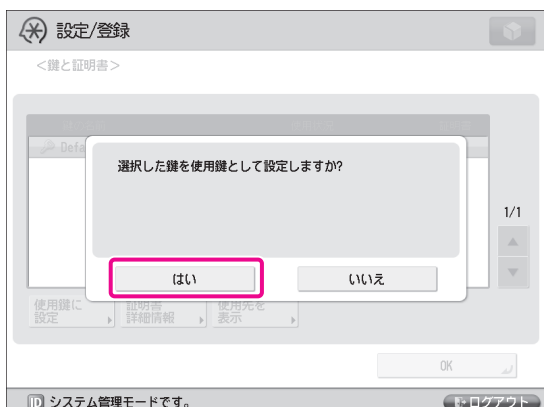 設定/登録
<鍵と証明書>
Defa
選択した鍵を使用鍵として設定しますか?
1/1
はい
いいえ
使用鍵に
設定
証明書
詳細情報
使用先を
表示
OK
ID システム管理モードです。
ログアウト